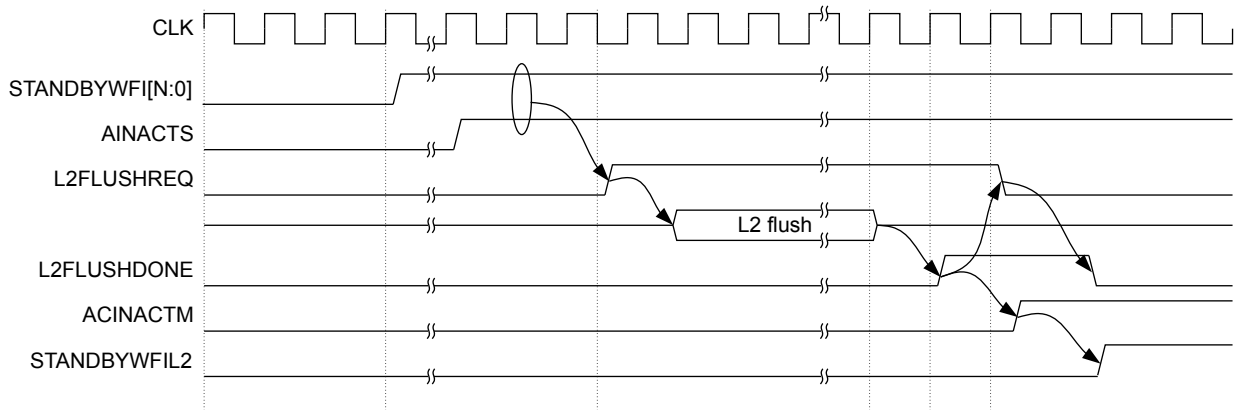 CLK
STANDBYWFI[N:0]
AINACTS
L2FLUSHREQ
L2 flush
L2FLUSHDONE
ACINACTM
STANDBYWFIL2